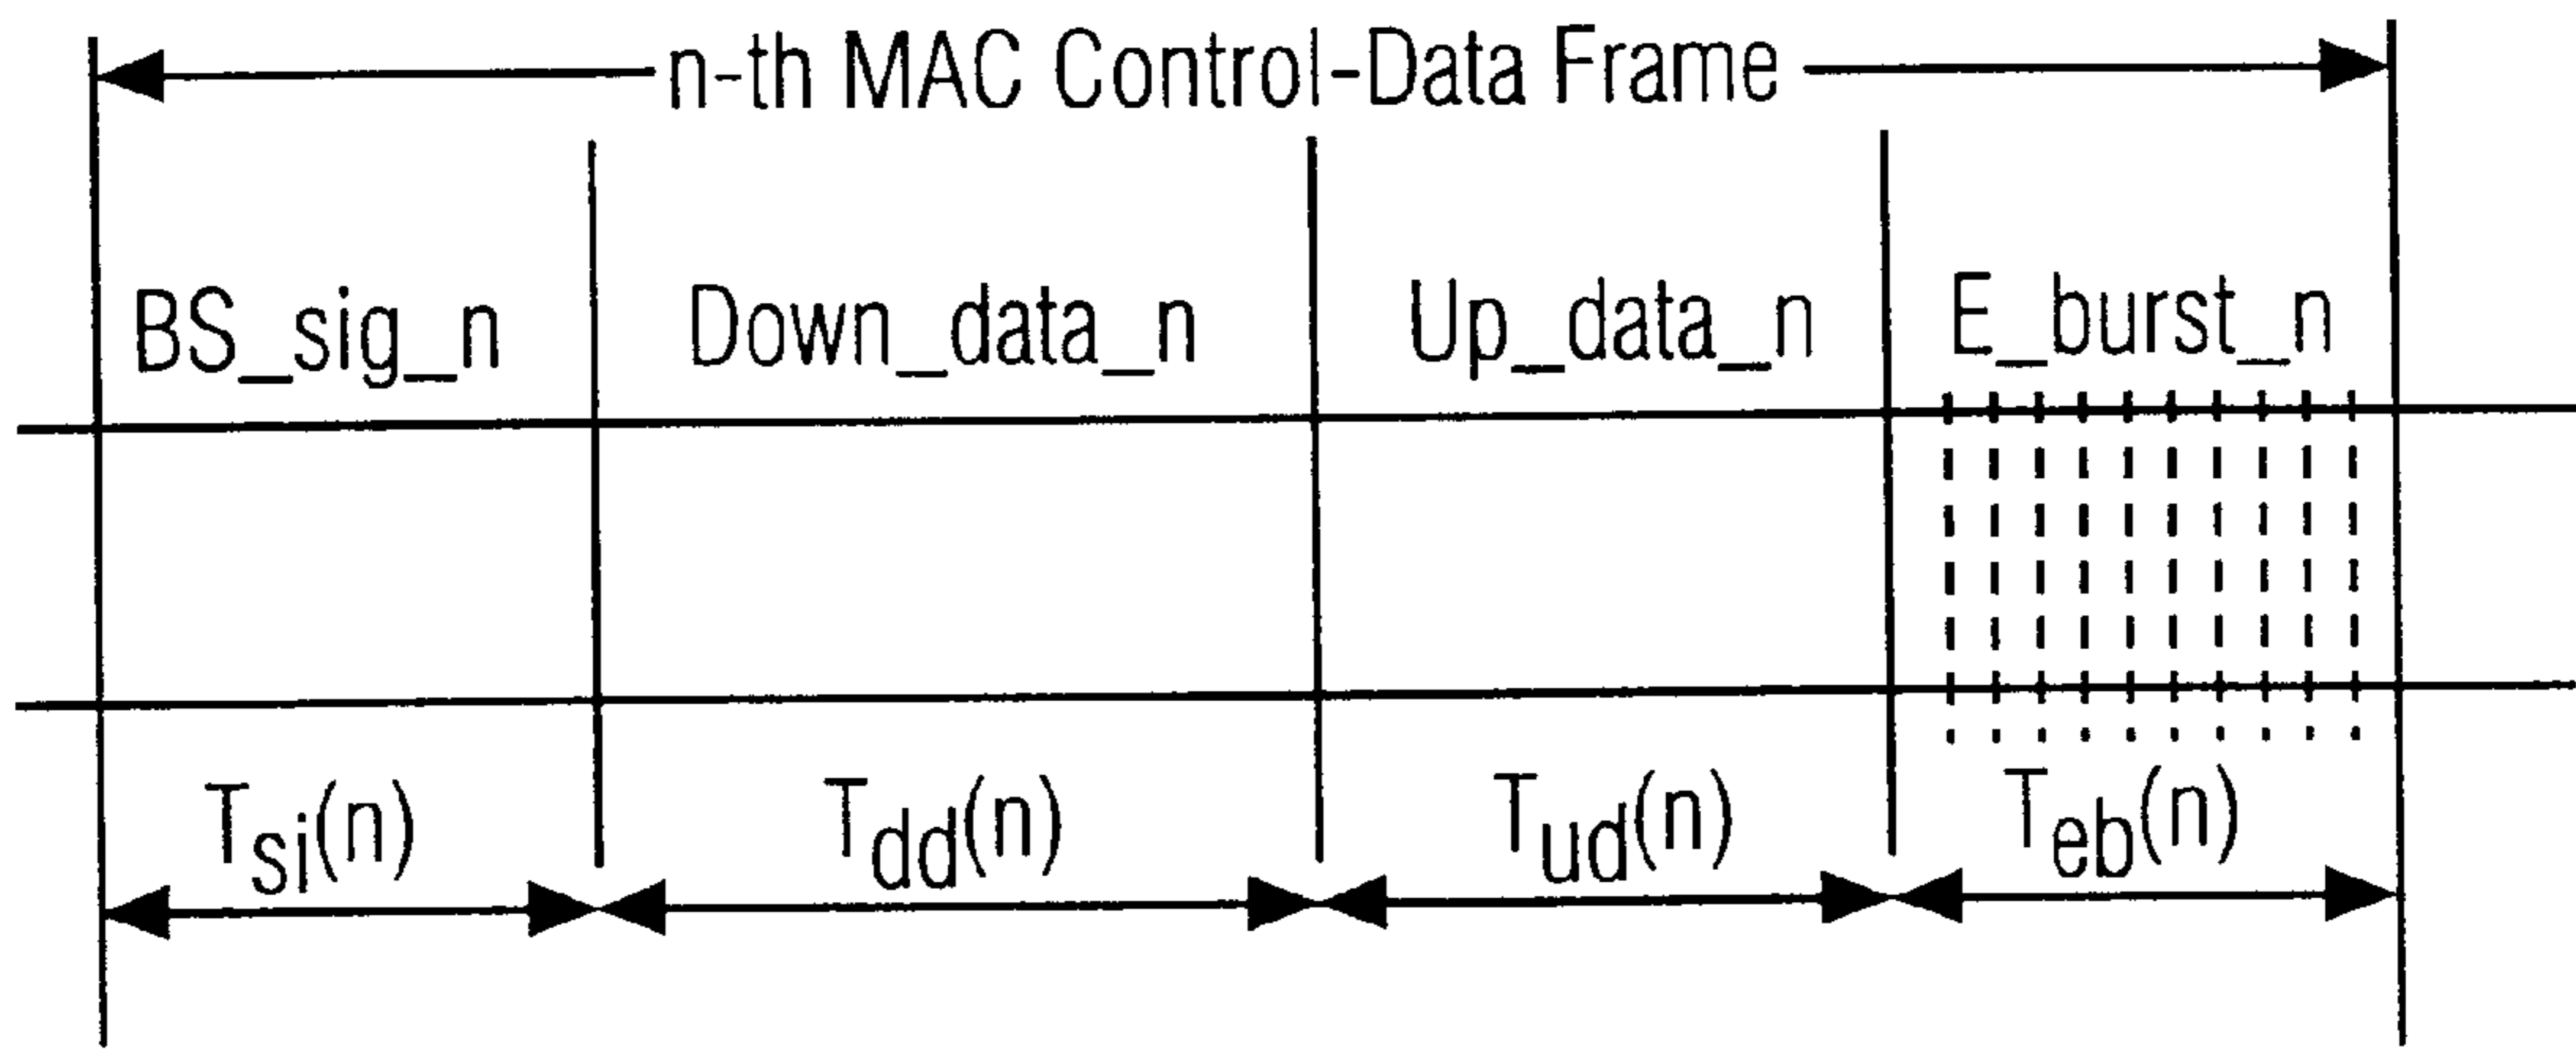 n-th MAC Control-Data Frame
BS_sig_n Down_data_n Up_data_n E_burst_n
Tsi(n) Tdd(n) Tud(n) Teb(n)